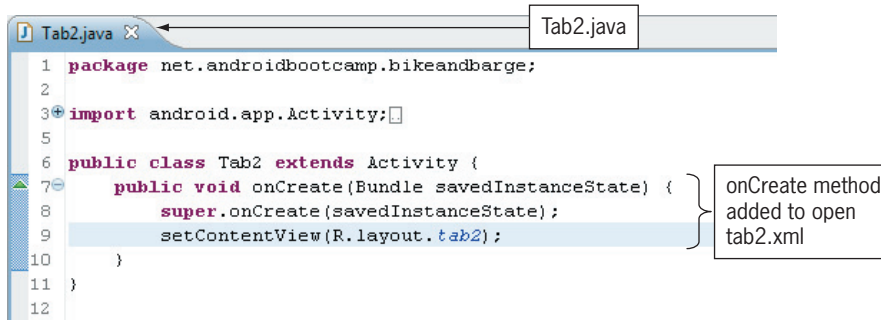 Tab2.java
Tab2.java
1 package net.androidbootcamp.bikeandbarge;
2
3 import android.app.Activity;
5
6 public class Tab2 extends Activity {
7 public void onCreate(Bundle savedInstanceState) {
8 super.onCreate(savedInstanceState);
9 setContentView(R.layout.tab2);
10 }
11 }
12
onCreate method
added to open
tab2.xml